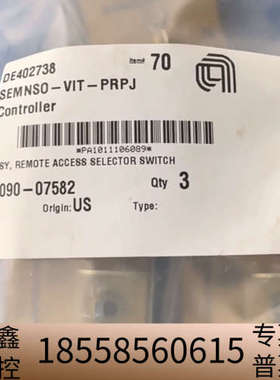 DE402738
Item# 70
SEMNSO-VIT-PRPJ
Controller
*PA1011106089*
SY, REMOTE ACCESS SELECTOR SWITCH
090-07582
Qty 3
Origin: US
Type:
鑫
控
18558560615
专
普